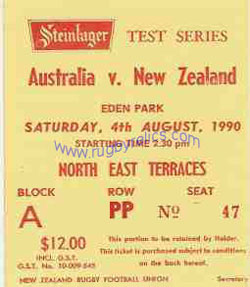 Steinlager TEST SERIES
Australia v. New Zealand
EDEN PARK
SATURDAY, 4th AUGUST, 1990
STARTING TIME 2.30 pm
www.rugbyrelics.com
NORTH EAST TERRACES
BLOCK ROW SEAT
A PP No 47
$12.00
INCL. G.S.T.
G.S.T. No. 10-009-545
This portion to be retained by Holder.
This ticket is purchased subject to conditions
on the back hereof.
NEW ZEALAND RUGBY FOOTBALL UNION Secretary